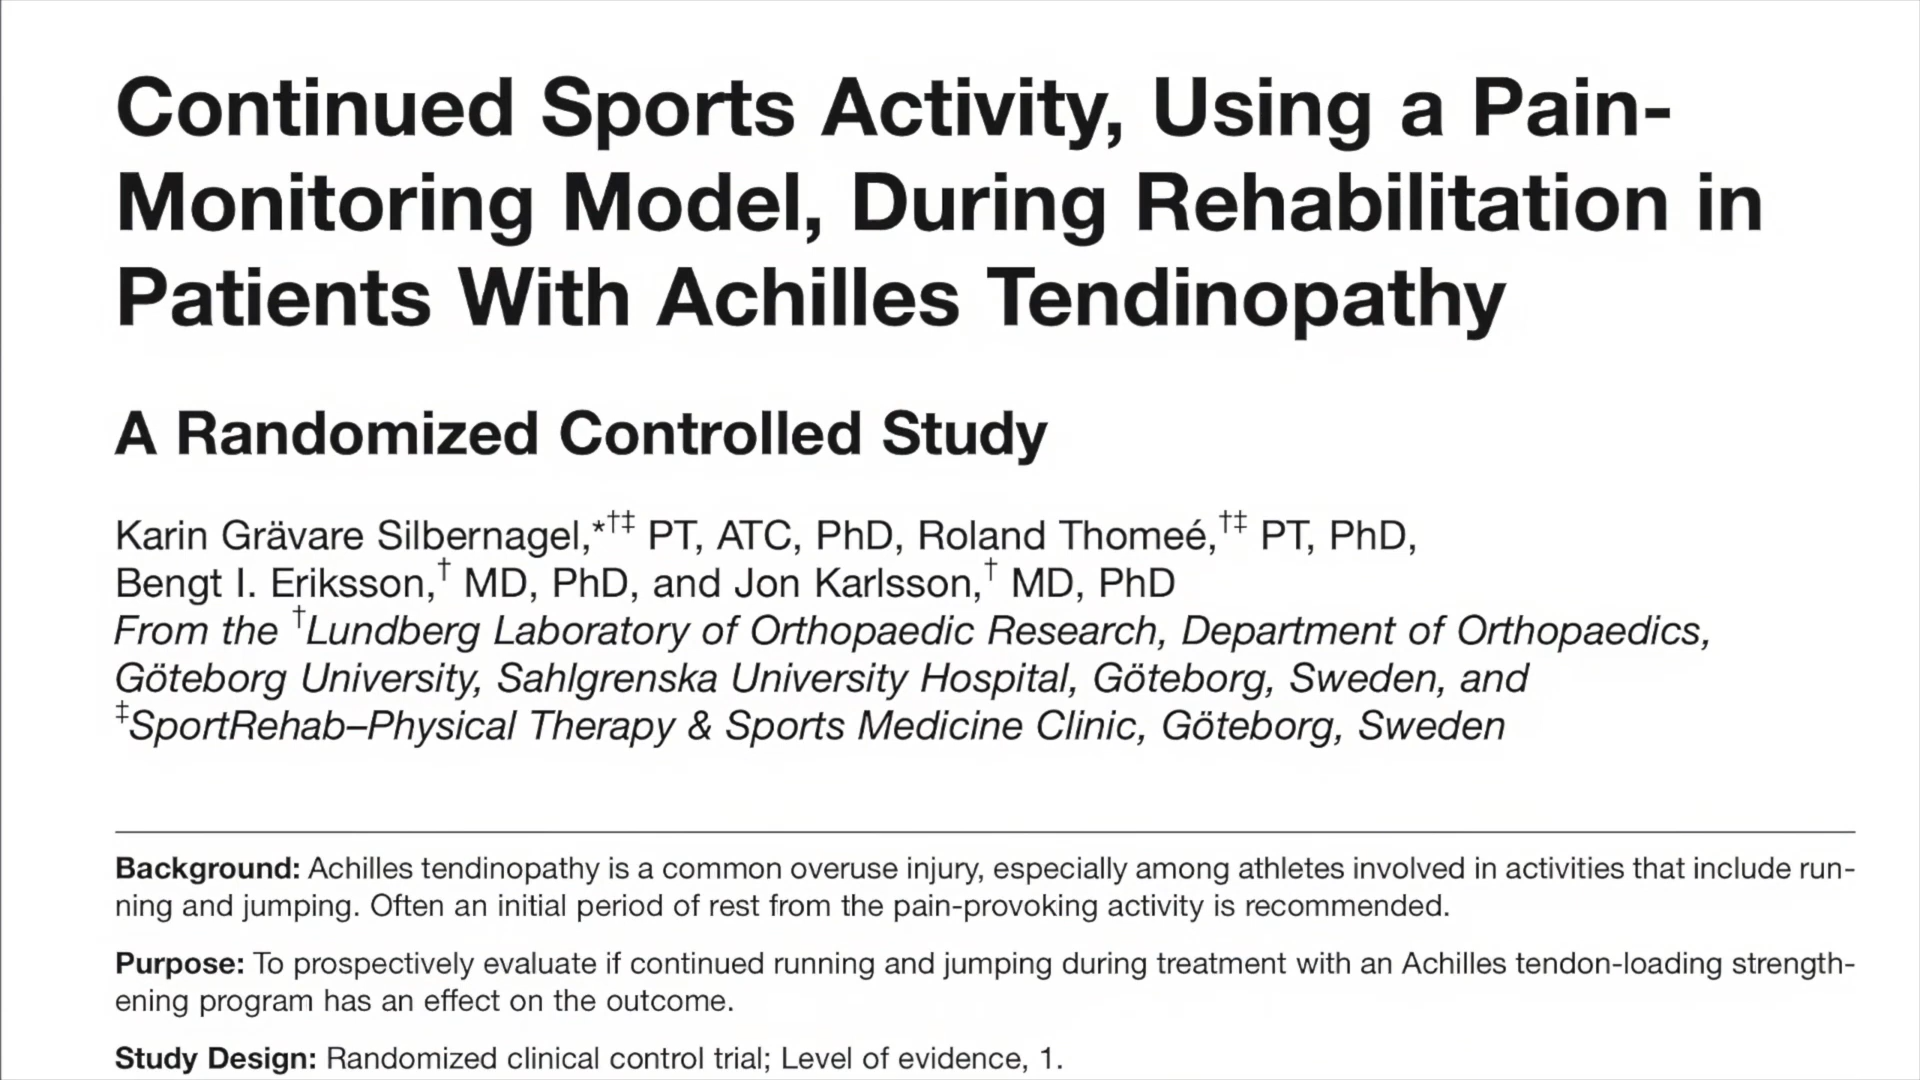 Continued Sports Activity, Using a Pain-
Monitoring Model, During Rehabilitation in
Patients With Achilles Tendinopathy
A Randomized Controlled Study
Karin Grävare Silbernagel,*†‡ PT, ATC, PhD, Roland Thomeé,†‡ PT, PhD,
Bengt I. Eriksson,† MD, PhD, and Jon Karlsson,† MD, PhD
From the †Lundberg Laboratory of Orthopaedic Research, Department of Orthopaedics,
Göteborg University, Sahlgrenska University Hospital, Göteborg, Sweden, and
‡SportRehab–Physical Therapy & Sports Medicine Clinic, Göteborg, Sweden
Background: Achilles tendinopathy is a common overuse injury, especially among athletes involved in activities that include run-
ning and jumping. Often an initial period of rest from the pain-provoking activity is recommended.
Purpose: To prospectively evaluate if continued running and jumping during treatment with an Achilles tendon-loading strength-
ening program has an effect on the outcome.
Study Design: Randomized clinical control trial; Level of evidence, 1.